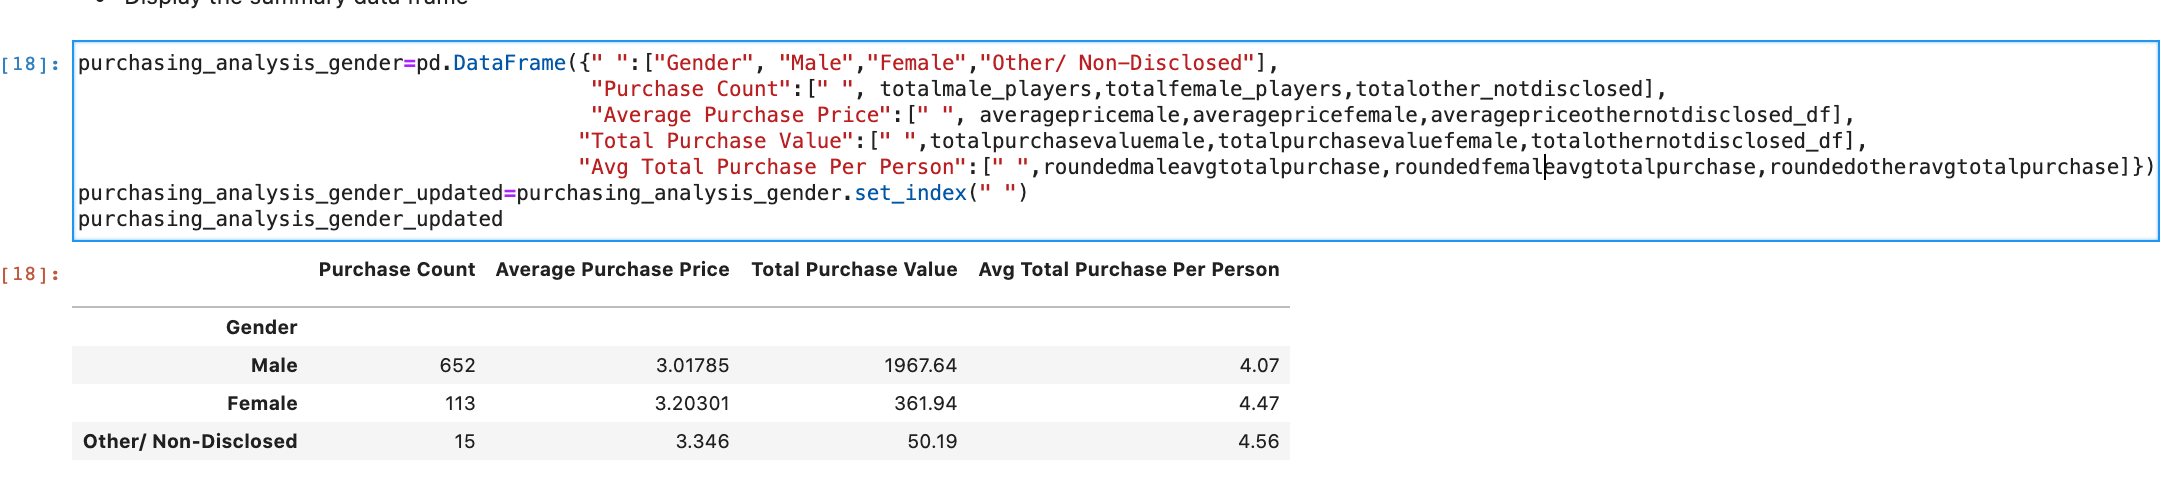 Display the summary data frame
[18]: purchasing_analysis_gender=pd.DataFrame({" ":["Gender", "Male","Female","Other/ Non-Disclosed"],
"Purchase Count":[" ", totalmale_players,totalfemale_players,totalother_notdisclosed],
"Average Purchase Price":[" ", averagepricemale,averagepricefemale,averagepriceothernotdisclosed_df],
"Total Purchase Value":[" ",totalpurchasevaluemale,totalpurchasevaluefemale,totalothernotdisclosed_df],
"Avg Total Purchase Per Person":[" ",roundedmaleavgtotalpurchase,roundedfemaleavgtotalpurchase,roundedotheravgtotalpurchase]})
purchasing_analysis_gender_updated=purchasing_analysis_gender.set_index(" ")
purchasing_analysis_gender_updated
[18]: Purchase Count Average Purchase Price Total Purchase Value Avg Total Purchase Per Person
Gender
Male 652 3.01785 1967.64 4.07
Female 113 3.20301 361.94 4.47
Other/ Non-Disclosed 15 3.346 50.19 4.56